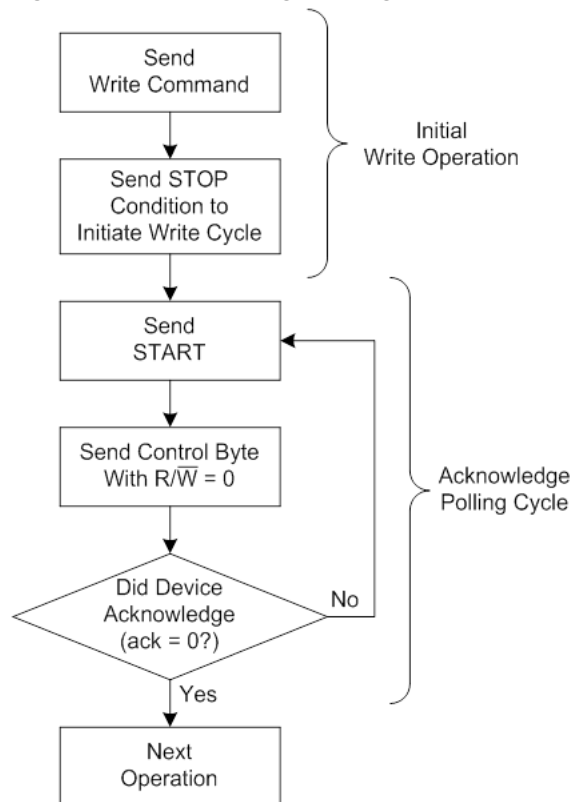 Send
Write Command
Initial
Write Operation
Send STOP
Condition to
Initiate Write Cycle
Send
START
Send Control Byte
With R/W̅ = 0
Acknowledge
Polling Cycle
Did Device
Acknowledge
(ack = 0?)
No
Yes
Next
Operation